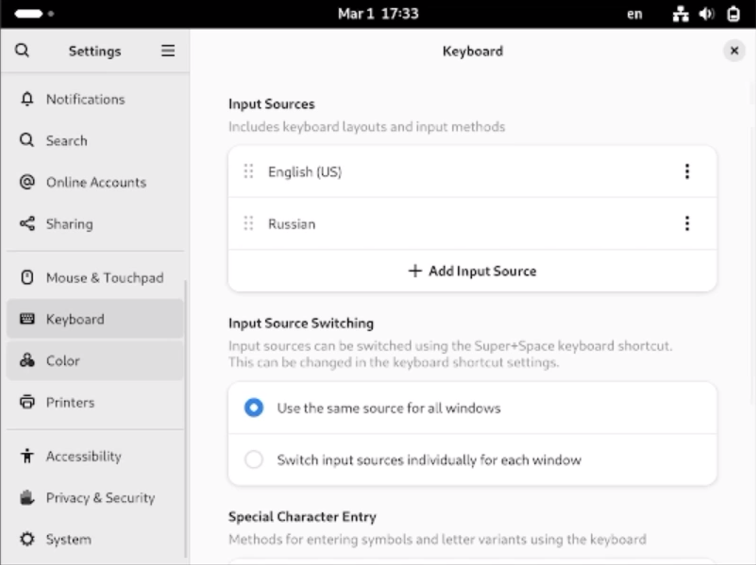 Mar 1 17:33
en
Settings
Keyboard
Notifications
Search
Online Accounts
Sharing
Mouse & Touchpad
Keyboard
Color
Printers
Accessibility
Privacy & Security
System
Input Sources
Includes keyboard layouts and input methods
English (US)
Russian
+ Add Input Source
Input Source Switching
Input sources can be switched using the Super+Space keyboard shortcut.
This can be changed in the keyboard shortcut settings.
Use the same source for all windows
Switch input sources individually for each window
Special Character Entry
Methods for entering symbols and letter variants using the keyboard